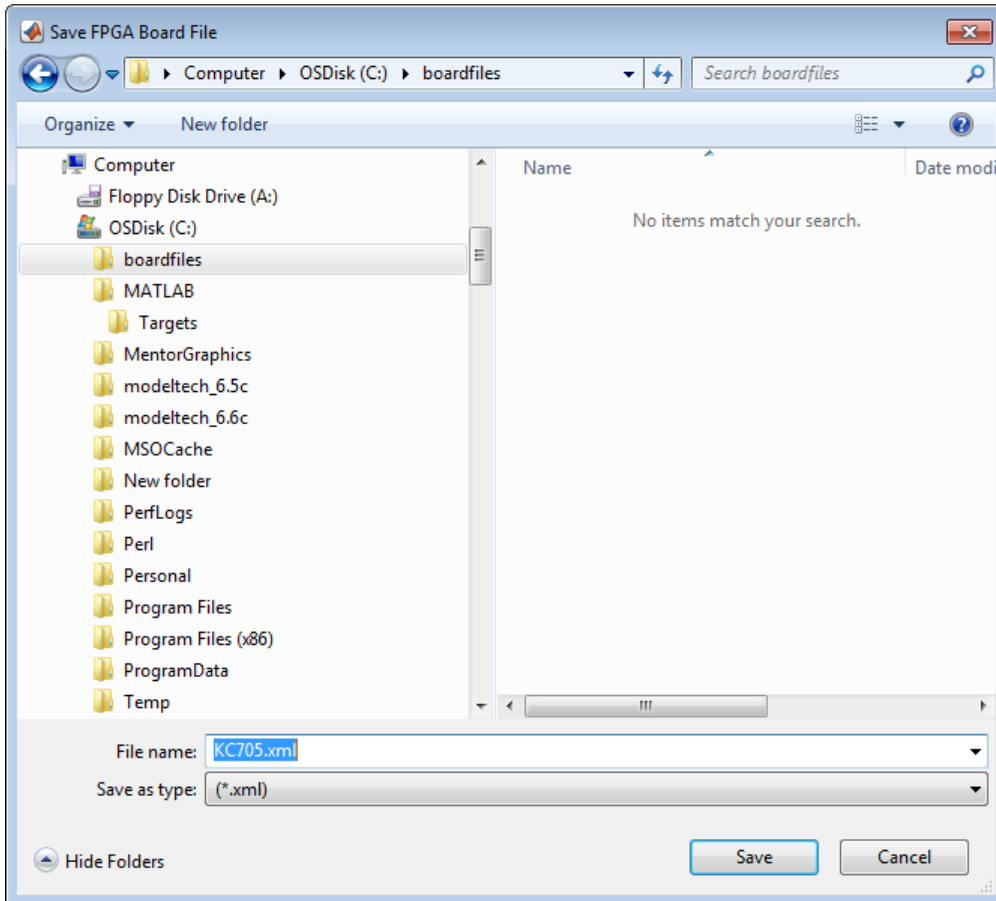 Save FPGA Board File
Computer OSDisk (C:) boardfiles Search boardfiles
Organize New folder
Computer
Floppy Disk Drive (A:)
OSDisk (C:)
boardfiles
MATLAB
Targets
MentorGraphics
modeltech_6.5c
modeltech_6.6c
MSOCache
New folder
PerfLogs
Perl
Personal
Program Files
Program Files (x86)
ProgramData
Temp
Name Date modi
No items match your search.
File name: KC705.xml
Save as type: (*.xml)
Hide Folders Save Cancel